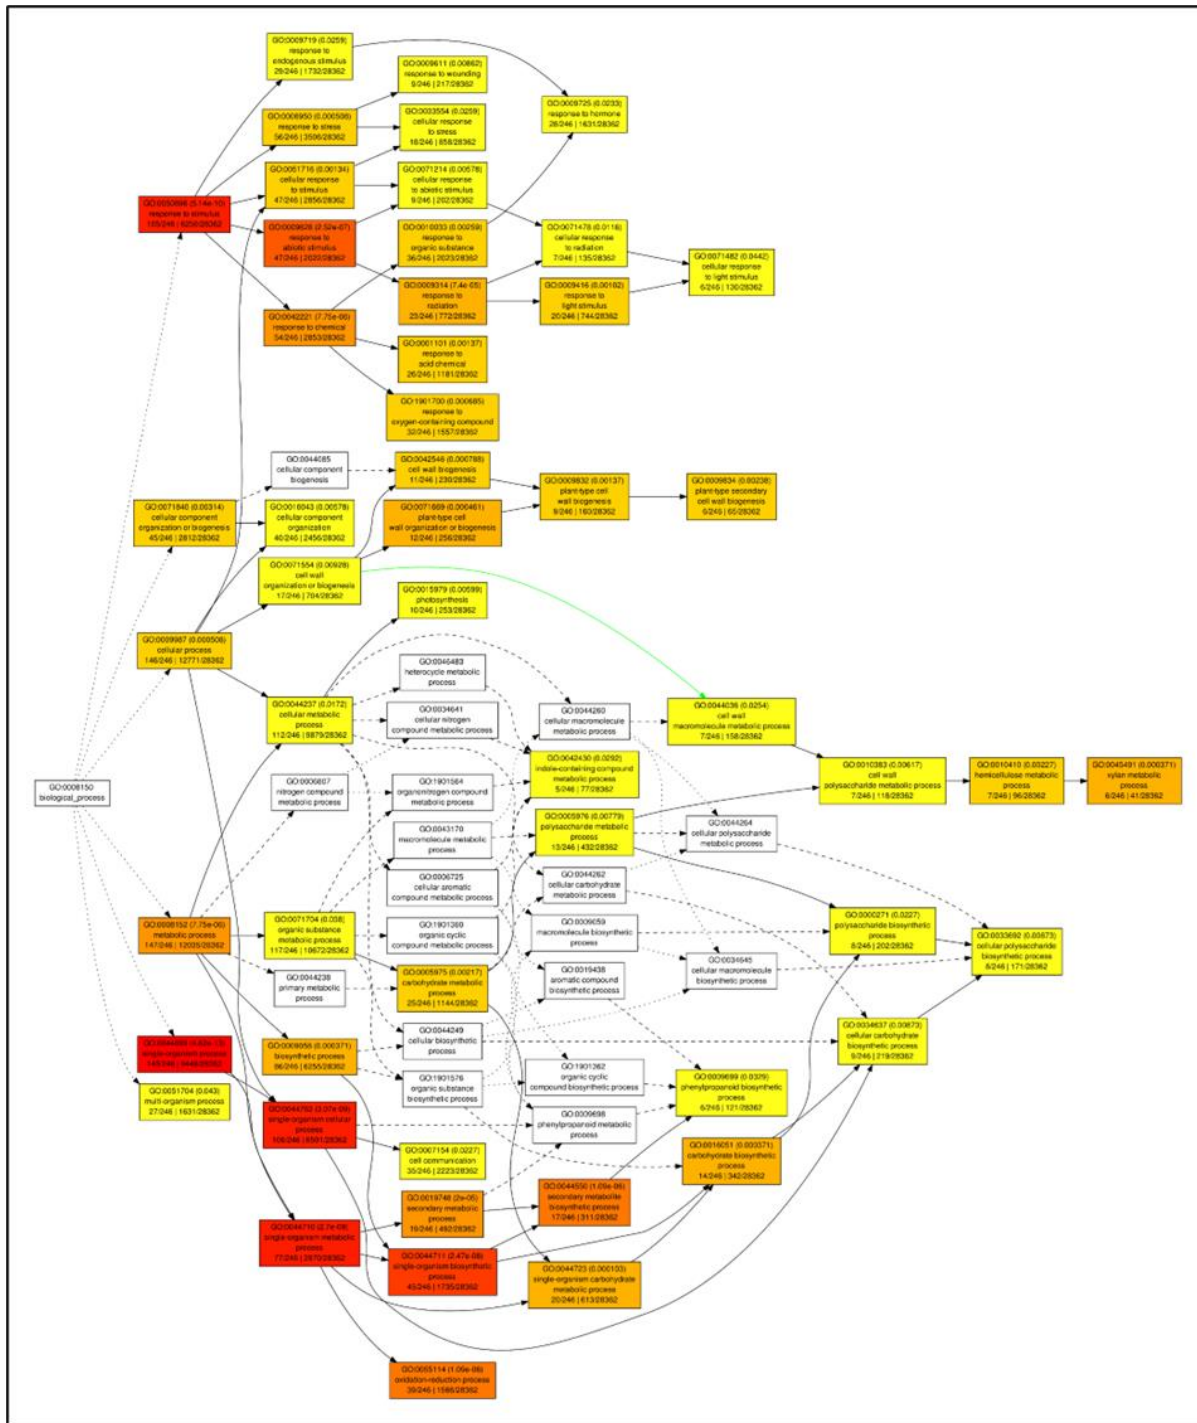 GO:0009719 (0.0259)
response to
endogenous stimulus
29/246 | 1732/28362
GO:0009611 (0.00862)
response to wounding
9/246 | 217/28362
GO:0009725 (0.0233)
response to hormone
28/246 | 1631/28362
GO:0006950 (0.000506)
response to stress
56/246 | 3506/28362
GO:0033554 (0.0259)
cellular response
to stress
18/246 | 858/28362
GO:0051716 (0.00134)
cellular response
to stimulus
47/246 | 2856/28362
GO:0071214 (0.00578)
cellular response
to abiotic stimulus
9/246 | 202/28362
GO:0050896 (5.14e-10)
response to stimulus
/246 | 6250/28362
GO:0009628 (2.52e-07)
response to
abiotic stimulus
47/246 | 2020/28362
GO:0010033 (0.00259)
response to
organic substance
36/246 | 2023/28362
GO:0071478 (0.0116)
cellular response
to radiation
7/246 | 135/28362
GO:0071482 (0.0442)
cellular response
to light stimulus
6/246 | 130/28362
GO:0009314 (7.4e-05)
response to
radiation
23/246 | 772/28362
GO:0009416 (0.00182)
response to
light stimulus
20/246 | 744/28362
GO:0042221 (7.75e-06)
response to chemical
54/246 | 2853/28362
GO:0001101 (0.00137)
response to
acid chemical
26/246 | 1181/28362
GO:1901700 (0.000685)
response to
oxygen-containing compound
32/246 | 1557/28362
GO:0044085
cellular component
biogenesis
GO:0042546 (0.000788)
cell wall biogenesis
11/246 | 230/28362
GO:0009832 (0.00137)
plant-type cell
wall biogenesis
9/246 | 160/28362
GO:0009834 (0.00238)
plant-type secondary
cell wall biogenesis
6/246 | 65/28362
GO:0071840 (0.00314)
cellular component
organization or biogenesis
45/246 | 2812/28362
GO:0016043 (0.00578)
cellular component
organization
40/246 | 2456/28362
GO:0071669 (0.000461)
plant-type cell
wall organization or biogenesis
12/246 | 256/28362
GO:0071554 (0.00928)
cell wall
organization or biogenesis
17/246 | 704/28362
GO:0015979 (0.00599)
photosynthesis
10/246 | 253/28362
GO:0009987 (0.000506)
cellular process
146/246 | 12771/28362
GO:0046483
heterocycle metabolic
process
GO:0044237 (0.0172)
cellular metabolic
process
112/246 | 9879/28362
GO:0034641
cellular nitrogen
compound metabolic process
GO:0044260
cellular macromolecule
metabolic process
GO:0044036 (0.0254)
cell wall
macromolecule metabolic process
7/246 | 158/28362
GO:0008150
biological_process
GO:0006807
nitrogen compound
metabolic process
GO:1901564
organonitrogen compound
metabolic process
GO:0042430 (0.0292)
indole-containing compound
metabolic process
5/246 | 77/28362
GO:0010383 (0.00617)
cell wall
polysaccharide metabolic process
7/246 | 118/28362
GO:0010410 (0.00227)
hemicellulose metabolic
process
7/246 | 96/28362
GO:0045491 (0.000371)
xylan metabolic
process
6/246 | 41/28362
GO:0043170
macromolecule metabolic
process
GO:0005976 (0.00779)
polysaccharide metabolic
process
13/246 | 432/28362
GO:0044264
cellular polysaccharide
metabolic process
GO:0006725
cellular aromatic
compound metabolic process
GO:0044262
cellular carbohydrate
metabolic process
GO:0008152 (7.75e-06)
metabolic process
147/246 | 12035/28362
GO:0071704 (0.038)
organic substance
metabolic process
117/246 | 10672/28362
GO:1901360
organic cyclic
compound metabolic process
GO:0009059
macromolecule biosynthetic
process
GO:0000271 (0.0227)
polysaccharide biosynthetic
process
8/246 | 202/28362
GO:0033692 (0.00873)
cellular polysaccharide
biosynthetic process
8/246 | 171/28362
GO:0044238
primary metabolic
process
GO:0005975 (0.00217)
carbohydrate metabolic
process
25/246 | 1144/28362
GO:0019438
aromatic compound
biosynthetic process
GO:0034645
cellular macromolecule
biosynthetic process
single-organism process
GO:0009058 (0.000371)
biosynthetic process
86/246 | 6255/28362
GO:0044249
cellular biosynthetic
process
GO:0034637 (0.00873)
cellular carbohydrate
biosynthetic process
9/246 | 219/28362
GO:0051704 (0.043)
multi-organism process
27/246 | 1631/28362
GO:1901576
organic substance
biosynthetic process
GO:1901362
organic cyclic
compound biosynthetic process
GO:0009699 (0.0329)
phenylpropanoid biosynthetic
process
6/246 | 121/28362
GO:0044763 (3.07e-09)
single-organism cellular
process
GO:0009698
phenylpropanoid metabolic
process
GO:0007154 (0.0227)
cell communication
35/246 | 2223/28362
GO:0016051 (0.000371)
carbohydrate biosynthetic
process
14/246 | 342/28362
GO:0044710 (2.7e-09)
single-organism metabolic
process
77/246 | 2870/28362
GO:0019748 (2e-05)
secondary metabolic
process
19/246 | 492/28362
GO:0044550 (1.09e-06)
secondary metabolite
biosynthetic process
17/246 | 311/28362
GO:0044711 (2.47e-08)
single-organism biosynthetic
process
45/246 | 1735/28362
GO:0044723 (0.000103)
single-organism carbohydrate
metabolic process
20/246 | 613/28362
GO:0055114 (1.09e-06)
oxidation-reduction process
39/246 | 1566/28362